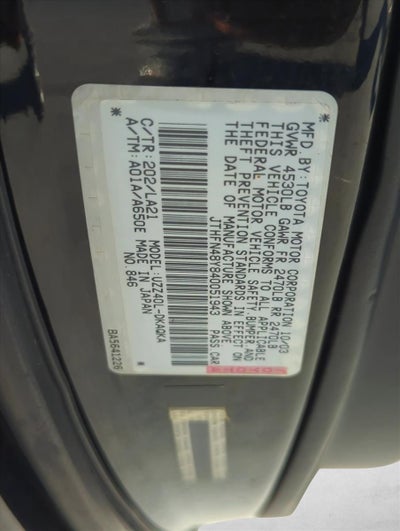 MFD. BY: TOYOTA MOTOR CORPORATION 10/03
GVWR 4530LB GAWR FR 2470LB RR 2470LB
THIS VEHICLE CONFORMS TO ALL APPLICABLE
FEDERAL MOTOR VEHICLE SAFETY, BUMPER AND
THEFT PREVENTION STANDARDS IN EFFECT ON
THE DATE OF MANUFACTURE SHOWN ABOVE.
JTHFN48Y840051943 PASS.CAR
*
*
C/TR: 202/LA21 MODEL: UZZ40L-DKAQKA
A/TM: A01A/A650E MADE IN JAPAN
NO.846
BA5641226